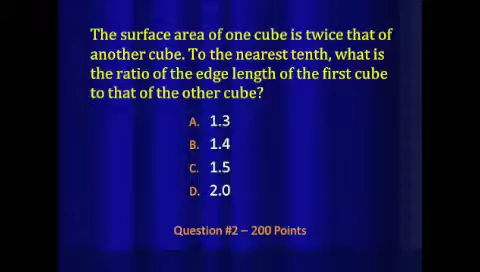 The surface area of one cube is twice that of
another cube. To the nearest tenth, what is
the ratio of the edge length of the first cube
to that of the other cube?
A. 1.3
B. 1.4
C. 1.5
D. 2.0
Question #2 – 200 Points